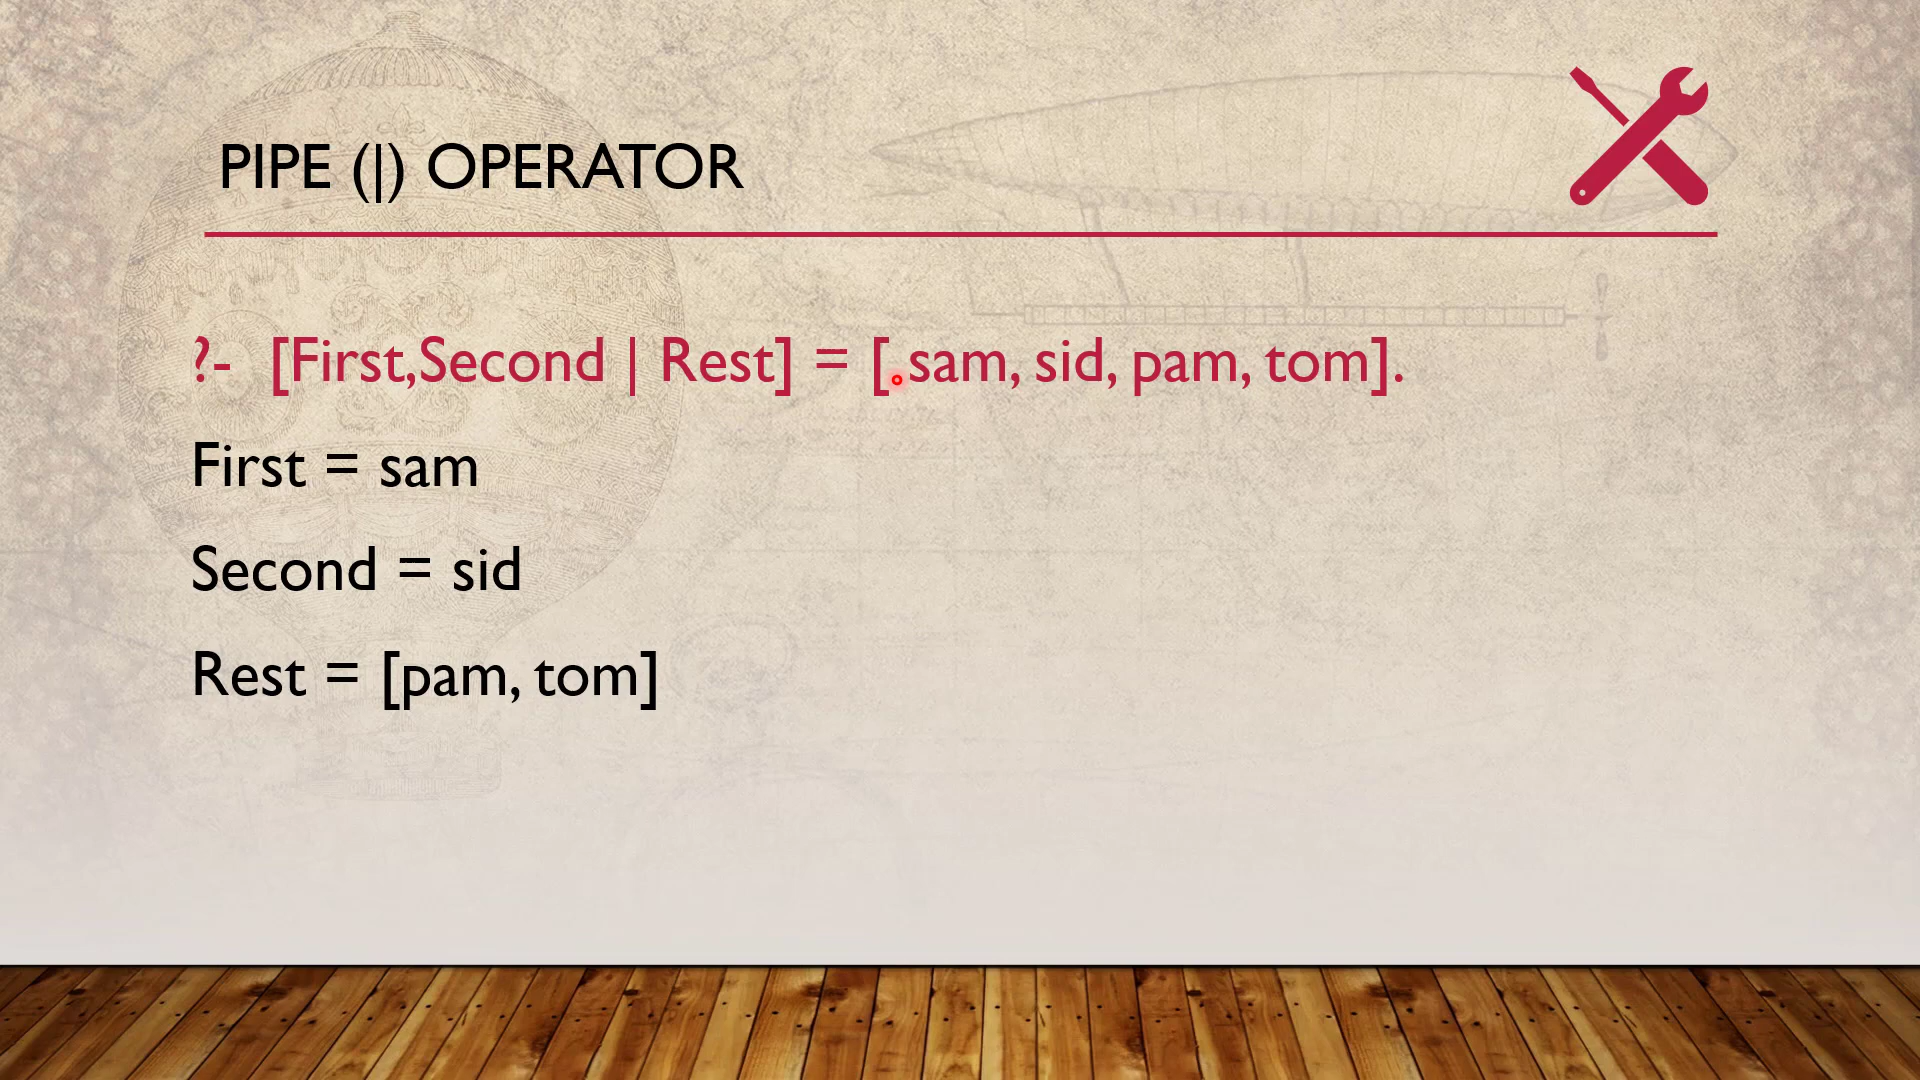 PIPE (|) OPERATOR
?- [First,Second | Rest] = [ sam, sid, pam, tom].
First = sam
Second = sid
Rest = [pam, tom]